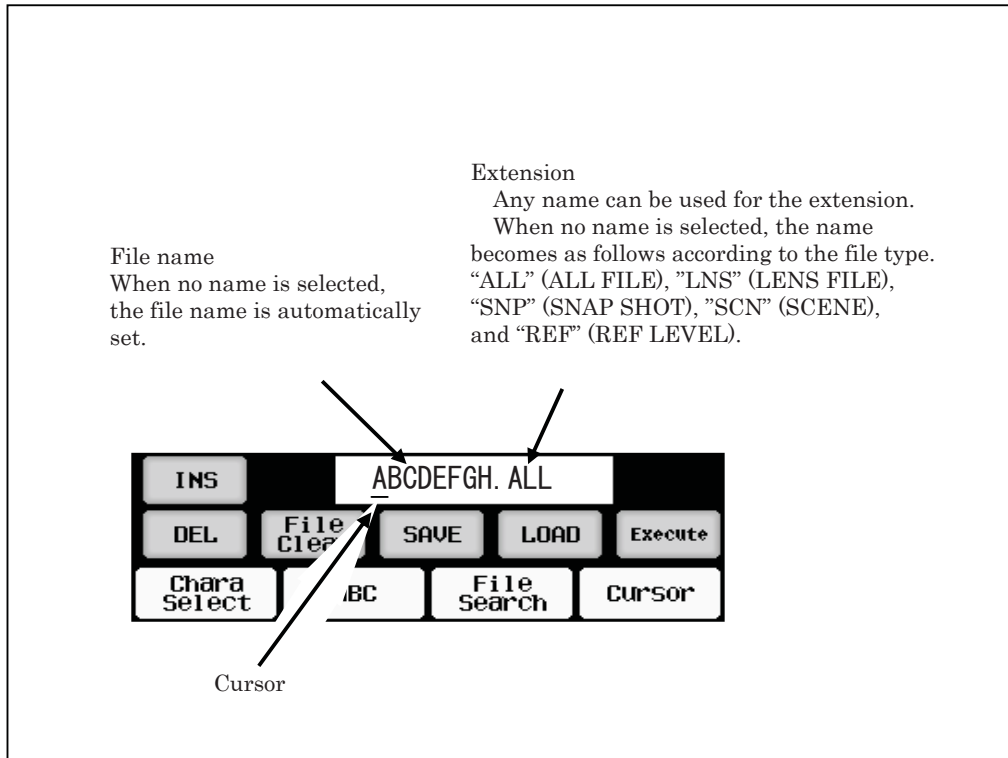 Extension
Any name can be used for the extension.
When no name is selected, the name
becomes as follows according to the file type.
“ALL” (ALL FILE), ”LNS” (LENS FILE),
“SNP” (SNAP SHOT), ”SCN” (SCENE),
and “REF” (REF LEVEL).
File name
When no name is selected,
the file name is automatically
set.
INS
ABCDEFGH. ALL
DEL
File
SAVE
LOAD
Execute
Chara
Select
File
Search
Cursor
Cursor